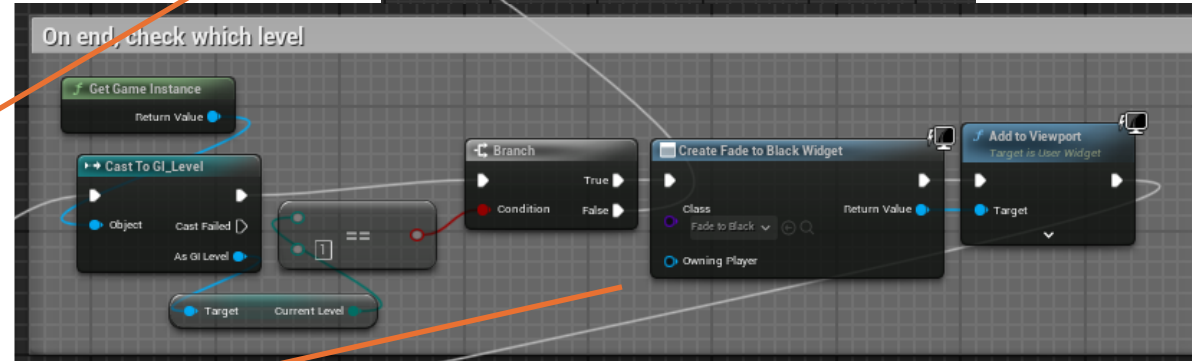 On end, check which level
Get Game Instance
Return Value
Cast To GI_Level
Object
Cast Failed
As GI Level
Target
Current Level
1
==
Branch
True
Condition
False
Create Fade to Black Widget
Class
Fade to Black
Return Value
Owning Player
Add to Viewport
Target is User Widget
Target